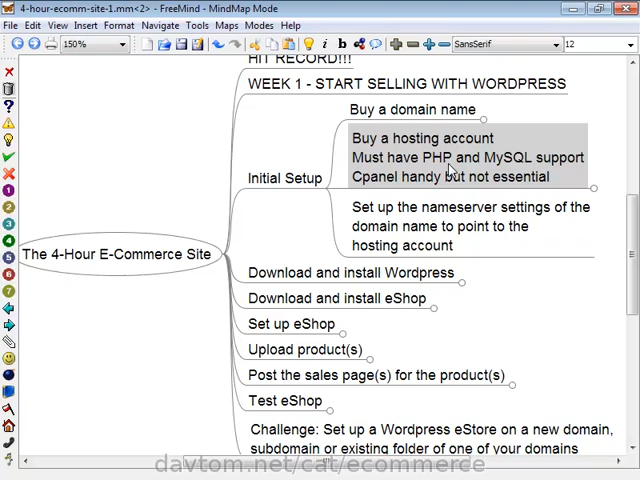 4-hour-ecomm-site-1.mm<2> - FreeMind - MindMap Mode
File Edit View Insert Format Navigate Tools Maps Modes Help
150% SansSerif 12
HIT RECORD!!!
WEEK 1 - START SELLING WITH WORDPRESS
Buy a domain name
Buy a hosting account
Must have PHP and MySQL support
Cpanel handy but not essential
Initial Setup
Set up the nameserver settings of the
domain name to point to the
hosting account
The 4-Hour E-Commerce Site
Download and install Wordpress
Download and install eShop
Set up eShop
Upload product(s)
Post the sales page(s) for the product(s)
Test eShop
Challenge: Set up a Wordpress eStore on a new domain,
subdomain or existing folder of one of your domains
davtom.net/cat/ecommerce